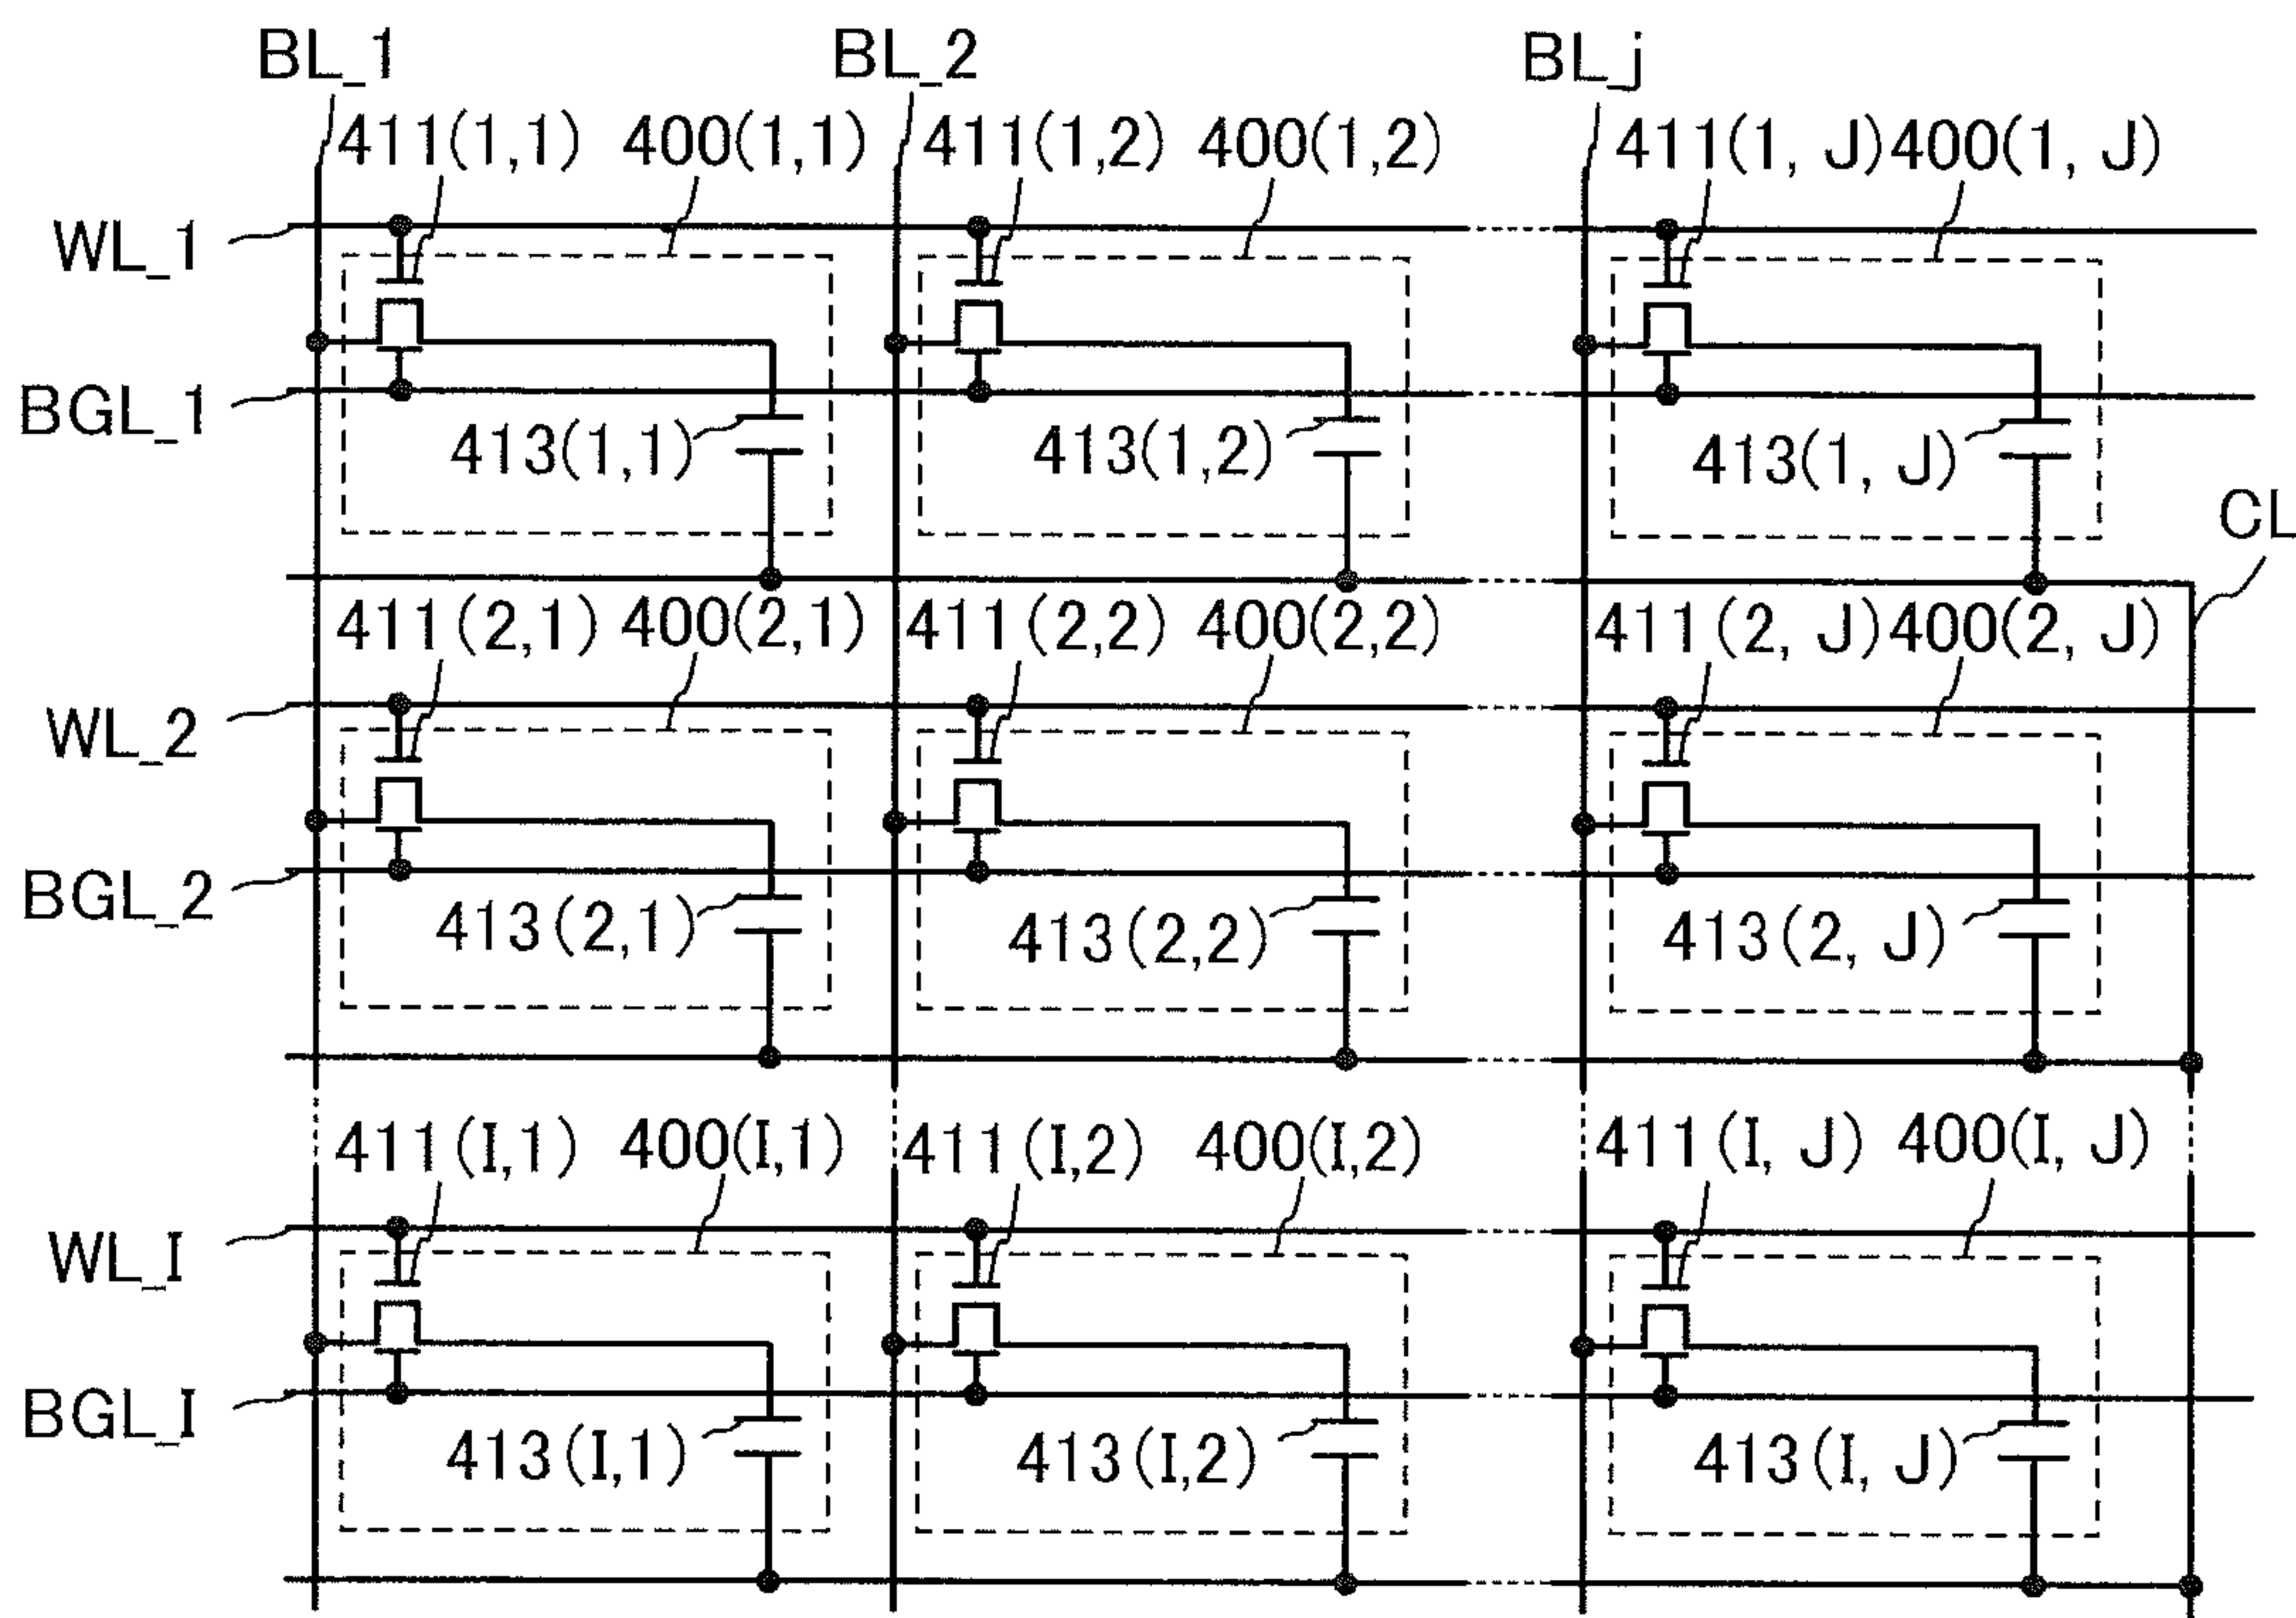 BL_1 BL_2 BL_j
411(1,1) 400(1,1) 411(1,2) 400(1,2) 411(1, J) 400(1, J)
WL_1
BGL_1
413(1,1) 413(1,2) 413(1, J)
CL
411(2,1) 400(2,1) 411(2,2) 400(2,2) 411(2, J) 400(2, J)
WL_2
BGL_2
413(2,1) 413(2,2) 413(2, J)
411(I,1) 400(I,1) 411(I,2) 400(I,2) 411(I, J) 400(I, J)
WL_I
BGL_I
413(I,1) 413(I,2) 413(I, J)